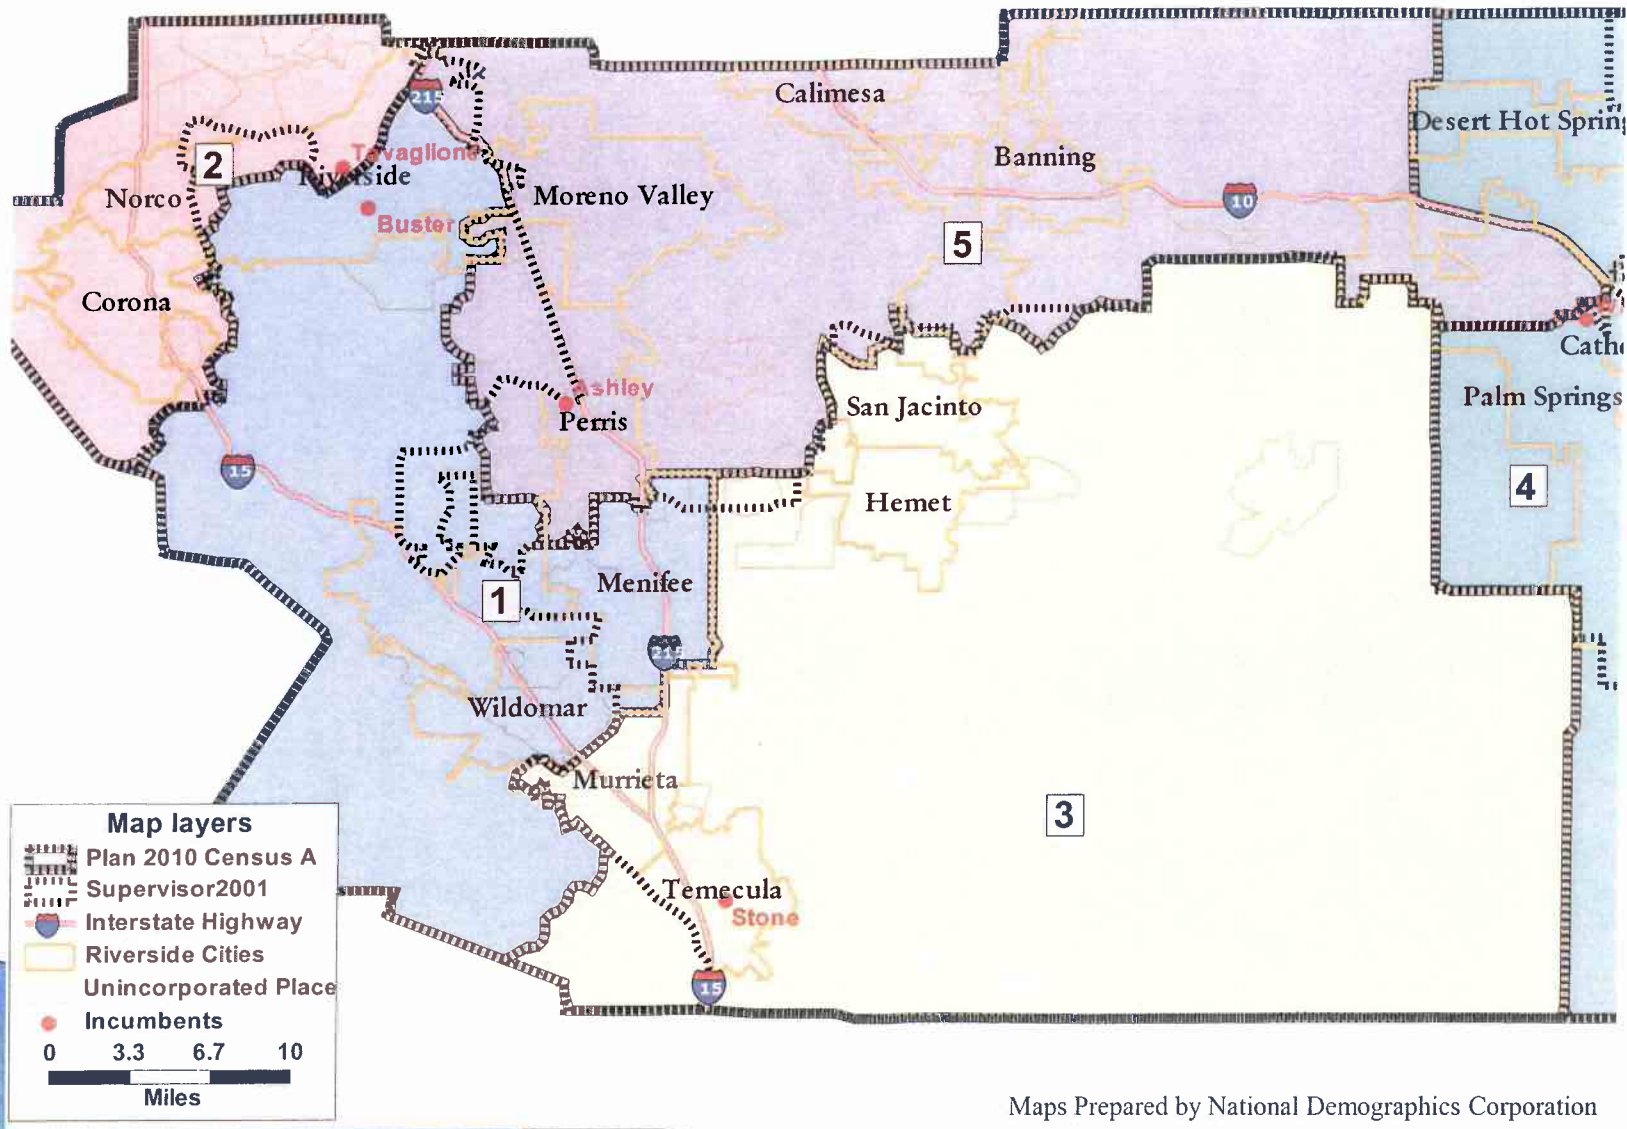 Calimesa
215
Desert Hot Spring
Tavaglione
2
Banning
Riverside
Norco
Moreno Valley
10
Buster
5
Corona
Cathe
Ashley
Palm Springs
San Jacinto
Perris
15
4
Hemet
Menifee
1
215
Wildomar
Murrieta
3
Temecula
Stone
15
Map layers
Plan 2010 Census A
Supervisor2001
Interstate Highway
Riverside Cities
Unincorporated Place
Incumbents
0 3.3 6.7 10
Miles
Maps Prepared by National Demographics Corporation